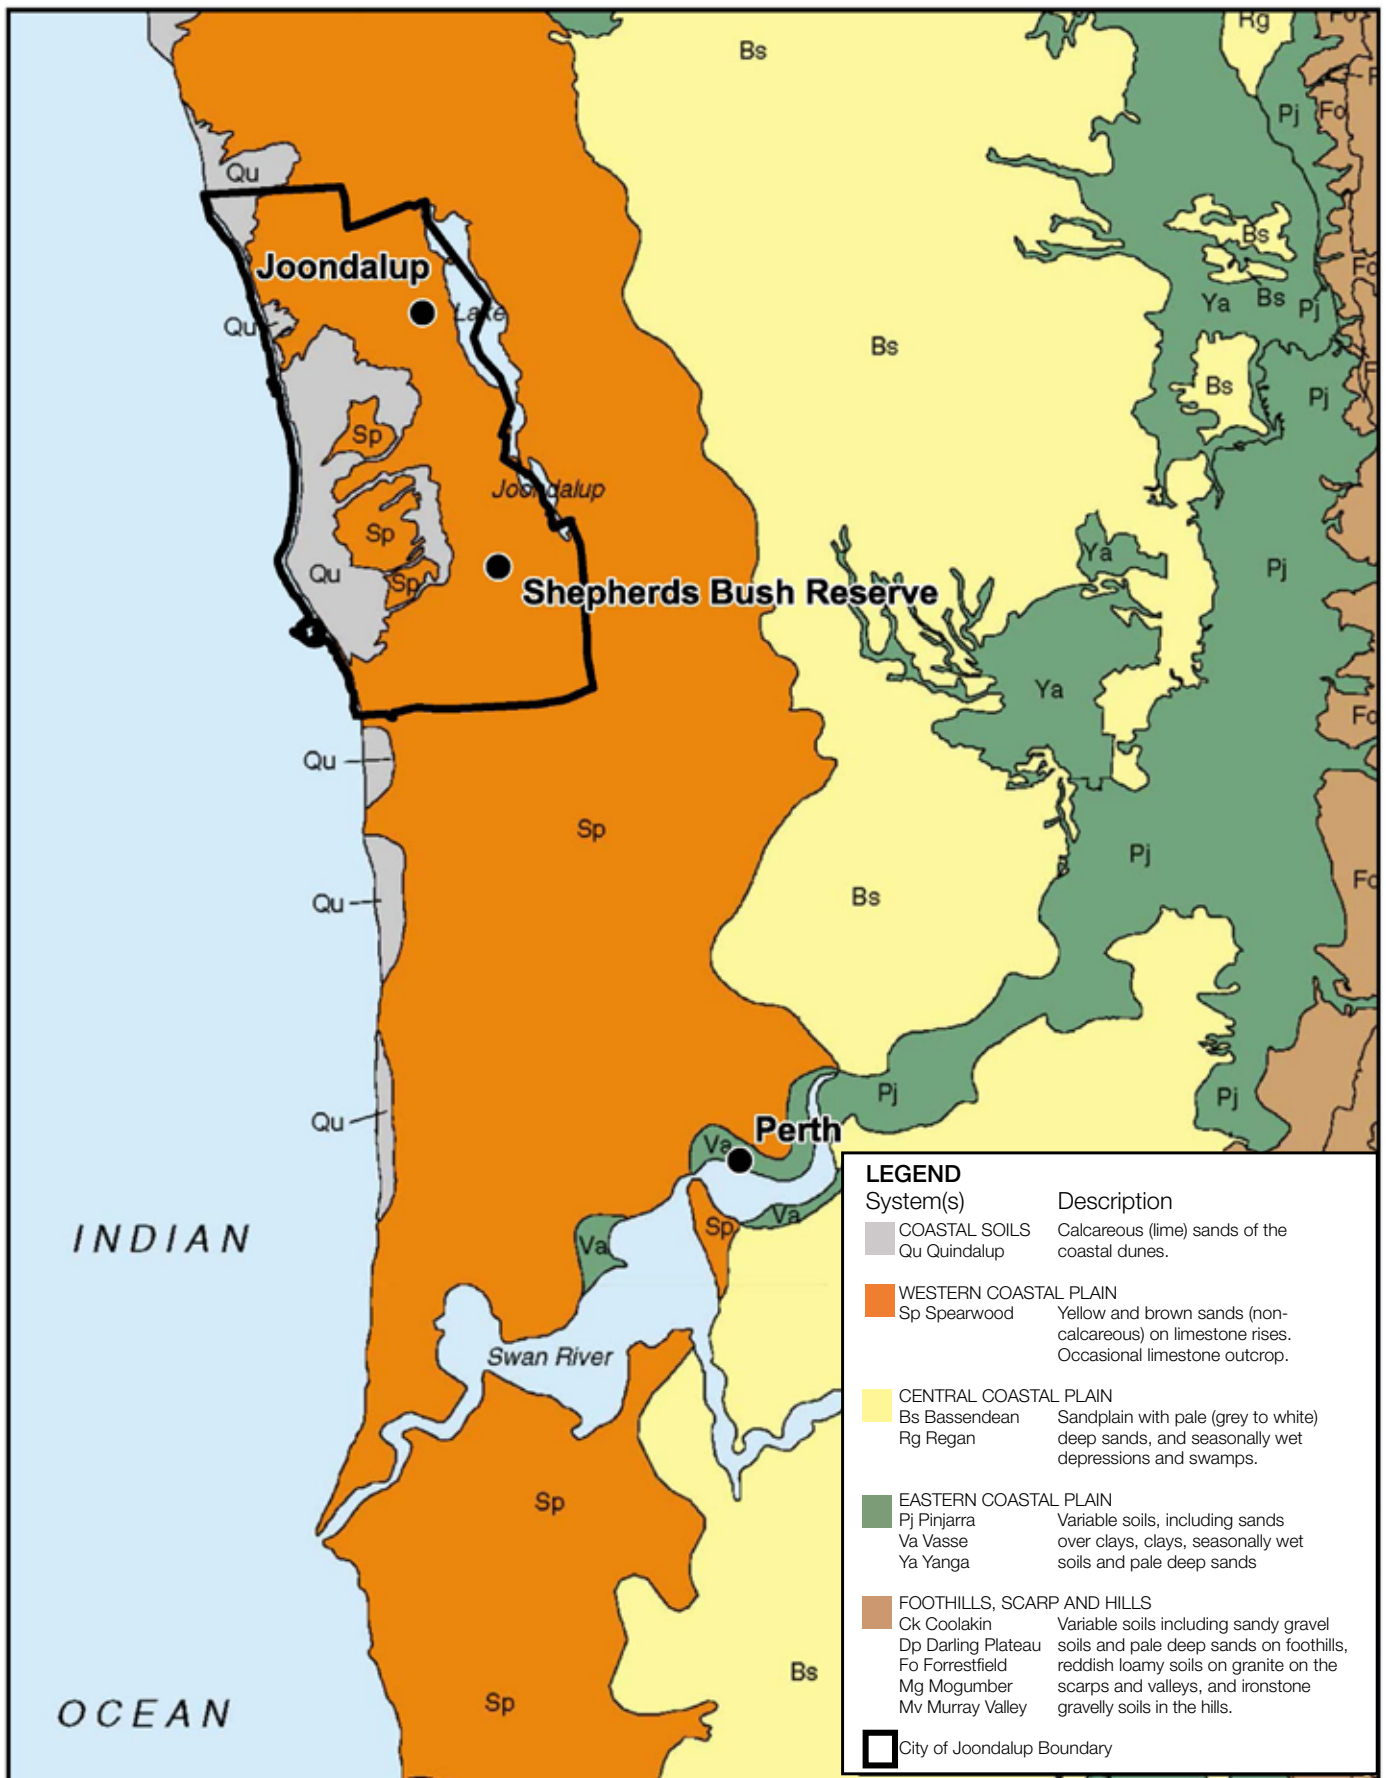 Rg
Fo
Bs
F
Pj
Fo
Qu
Bs
Joondalup
Fo
Ya
Bs
Pj
Lake
Qu
Bs
F
Bs
Pj
Sp
Joondalup
Sp
Ya
Pj
Qu
Sp
Shepherds Bush Reserve
Ya
Fo
Qu
Sp
Pj
Fo
Bs
Qu
Pj
Pj
Qu
Perth
Va
Va
Sp
Va
INDIAN
Swan River
Sp
Bs
Sp
OCEAN
LEGEND
System(s) Description
COASTAL SOILS Calcareous (lime) sands of the
Qu Quindalup coastal dunes.
WESTERN COASTAL PLAIN
Sp Spearwood Yellow and brown sands (non-
calcareous) on limestone rises.
Occasional limestone outcrop.
CENTRAL COASTAL PLAIN
Bs Bassendean Sandplain with pale (grey to white)
Rg Regan deep sands, and seasonally wet
depressions and swamps.
EASTERN COASTAL PLAIN
Pj Pinjarra Variable soils, including sands
Va Vasse over clays, clays, seasonally wet
Ya Yanga soils and pale deep sands
FOOTHILLS, SCARP AND HILLS
Ck Coolakin Variable soils including sandy gravel
Dp Darling Plateau soils and pale deep sands on foothills,
Fo Forrestfield reddish loamy soils on granite on the
Mg Mogumber scarps and valleys, and ironstone
Mv Murray Valley gravelly soils in the hills.
City of Joondalup Boundary